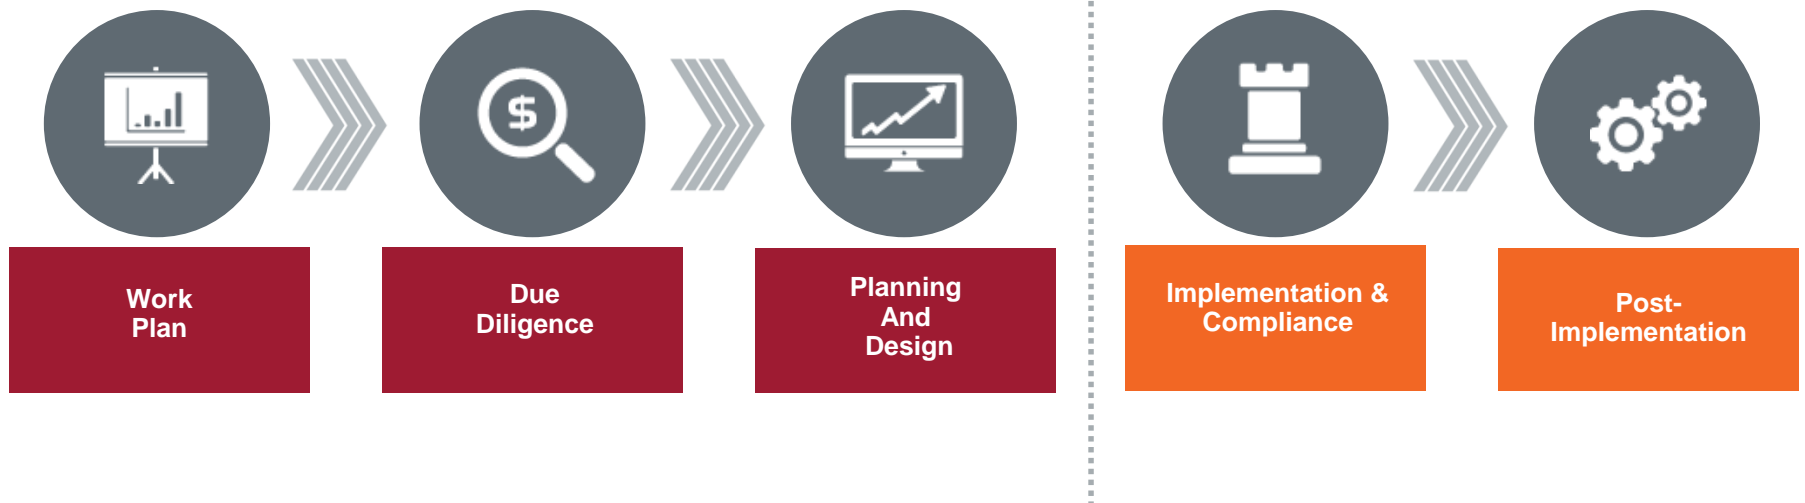 Work
Plan
Due
Diligence
Planning
And
Design
Implementation &
Compliance
Post-
Implementation
$